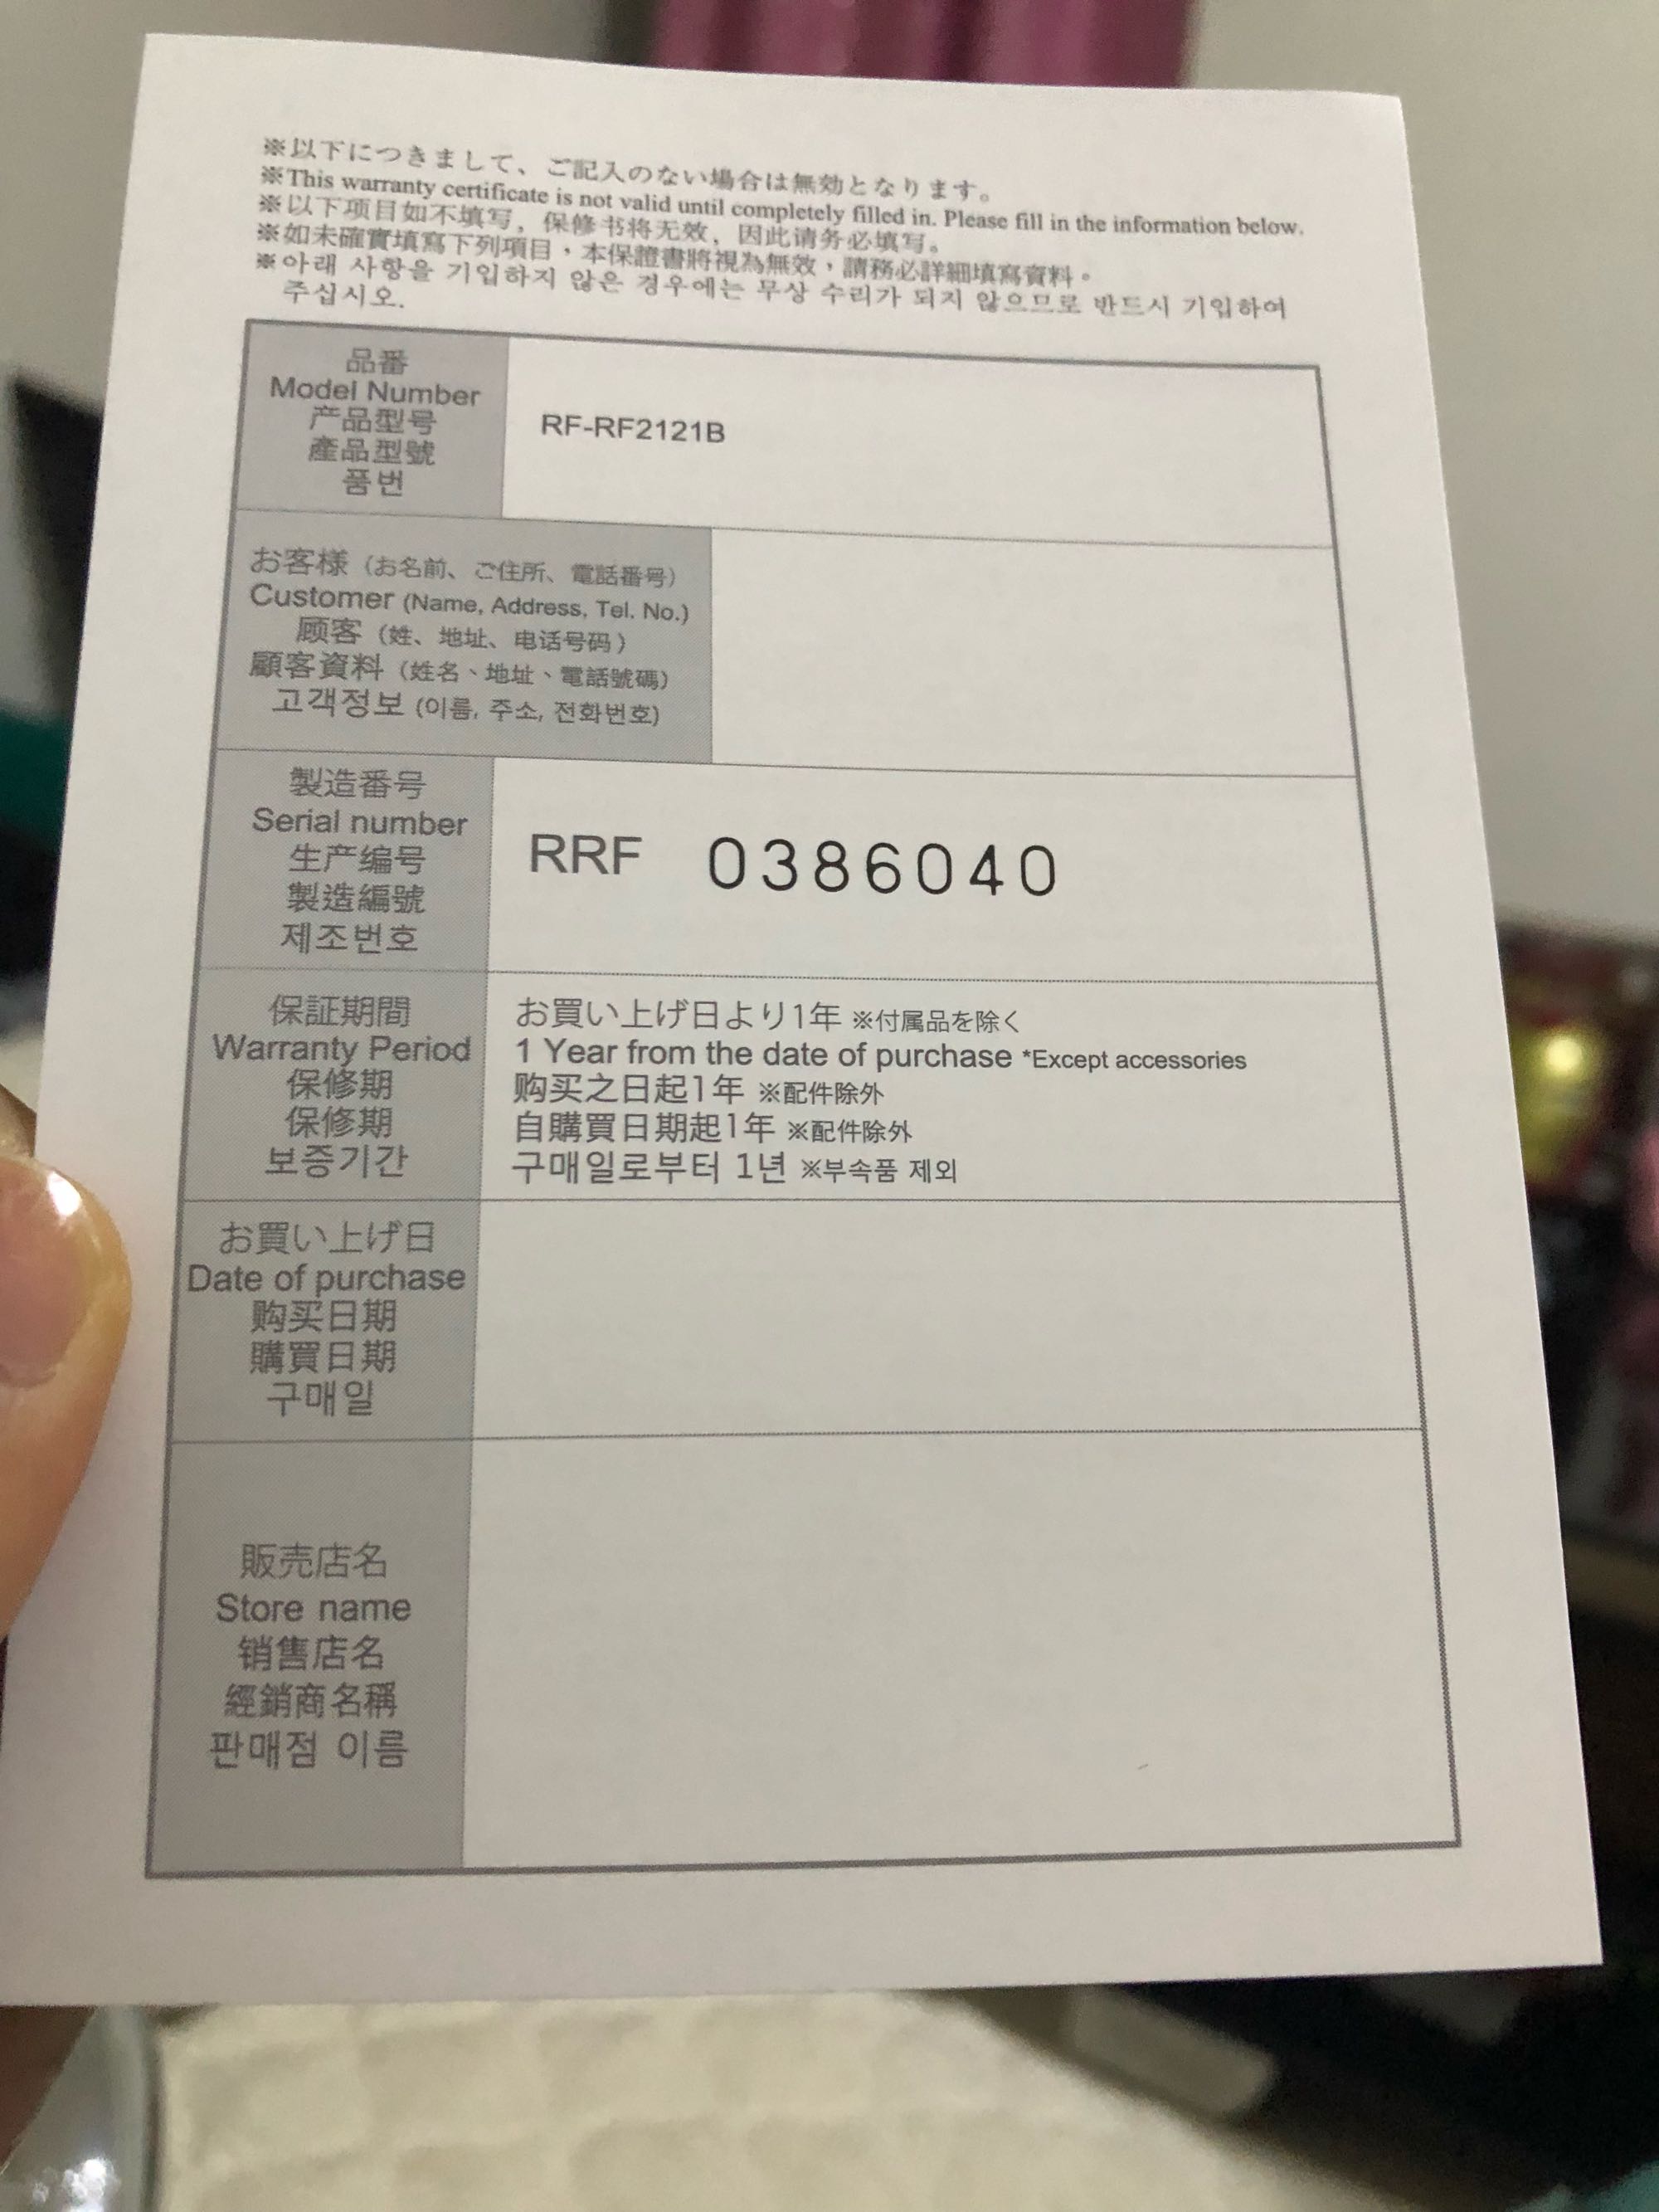 ※以下につきまして、ご記入のない場合は無効となります。
※This warranty certificate is not valid until completely filled in. Please fill in the information below.
※以下项目如不填写，保修书将无效，因此请务必填写。
※如未確實填寫下列項目，本保證書將視為無效，請務必詳細填寫資料。
※아래 사항을 기입하지 않은 경우에는 무상 수리가 되지 않으므로 반드시 기입하여
주십시오.
品番
Model Number
产品型号
產品型號
품번
RF-RF2121B
お客様（お名前、ご住所、電話番号）
Customer (Name, Address, Tel. No.)
顾客（姓、地址、电话号码）
顧客資料（姓名、地址、電話號碼）
고객정보 (이름, 주소, 전화번호)
製造番号
Serial number
生产编号
製造編號
제조번호
RRF 0386040
保証期間
Warranty Period
保修期
保修期
보증기간
お買い上げ日より1年 ※付属品を除く
1 Year from the date of purchase *Except accessories
购买之日起1年 ※配件除外
自購買日期起1年 ※配件除外
구매일로부터 1년 ※부속품 제외
お買い上げ日
Date of purchase
购买日期
購買日期
구매일
販売店名
Store name
销售店名
經銷商名稱
판매점 이름